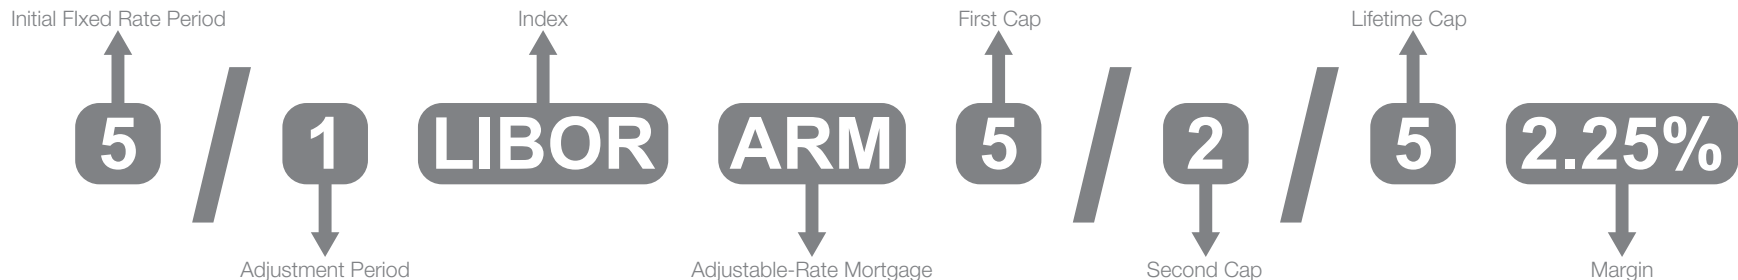 Initial FIxed Rate Period Index First Cap Lifetime Cap
5 / 1 LIBOR ARM 5 / 2 / 5 2.25%
Adjustment Period Adjustable-Rate Mortgage Second Cap Margin